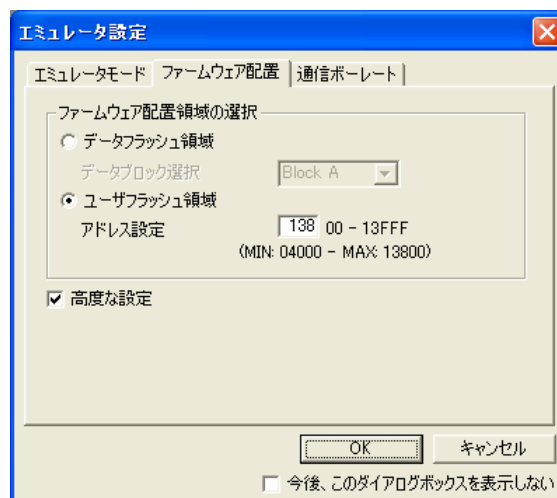 エミュレータ設定
エミュレータモード ファームウェア配置 通信ボーレート
ファームウェア配置領域の選択
データフラッシュ領域
データブロック選択 Block A
ユーザフラッシュ領域
アドレス設定 138 00 - 13FFF
(MIN: 04000 - MAX: 13800)
高度な設定
OK キャンセル
今後、このダイアログボックスを表示しない